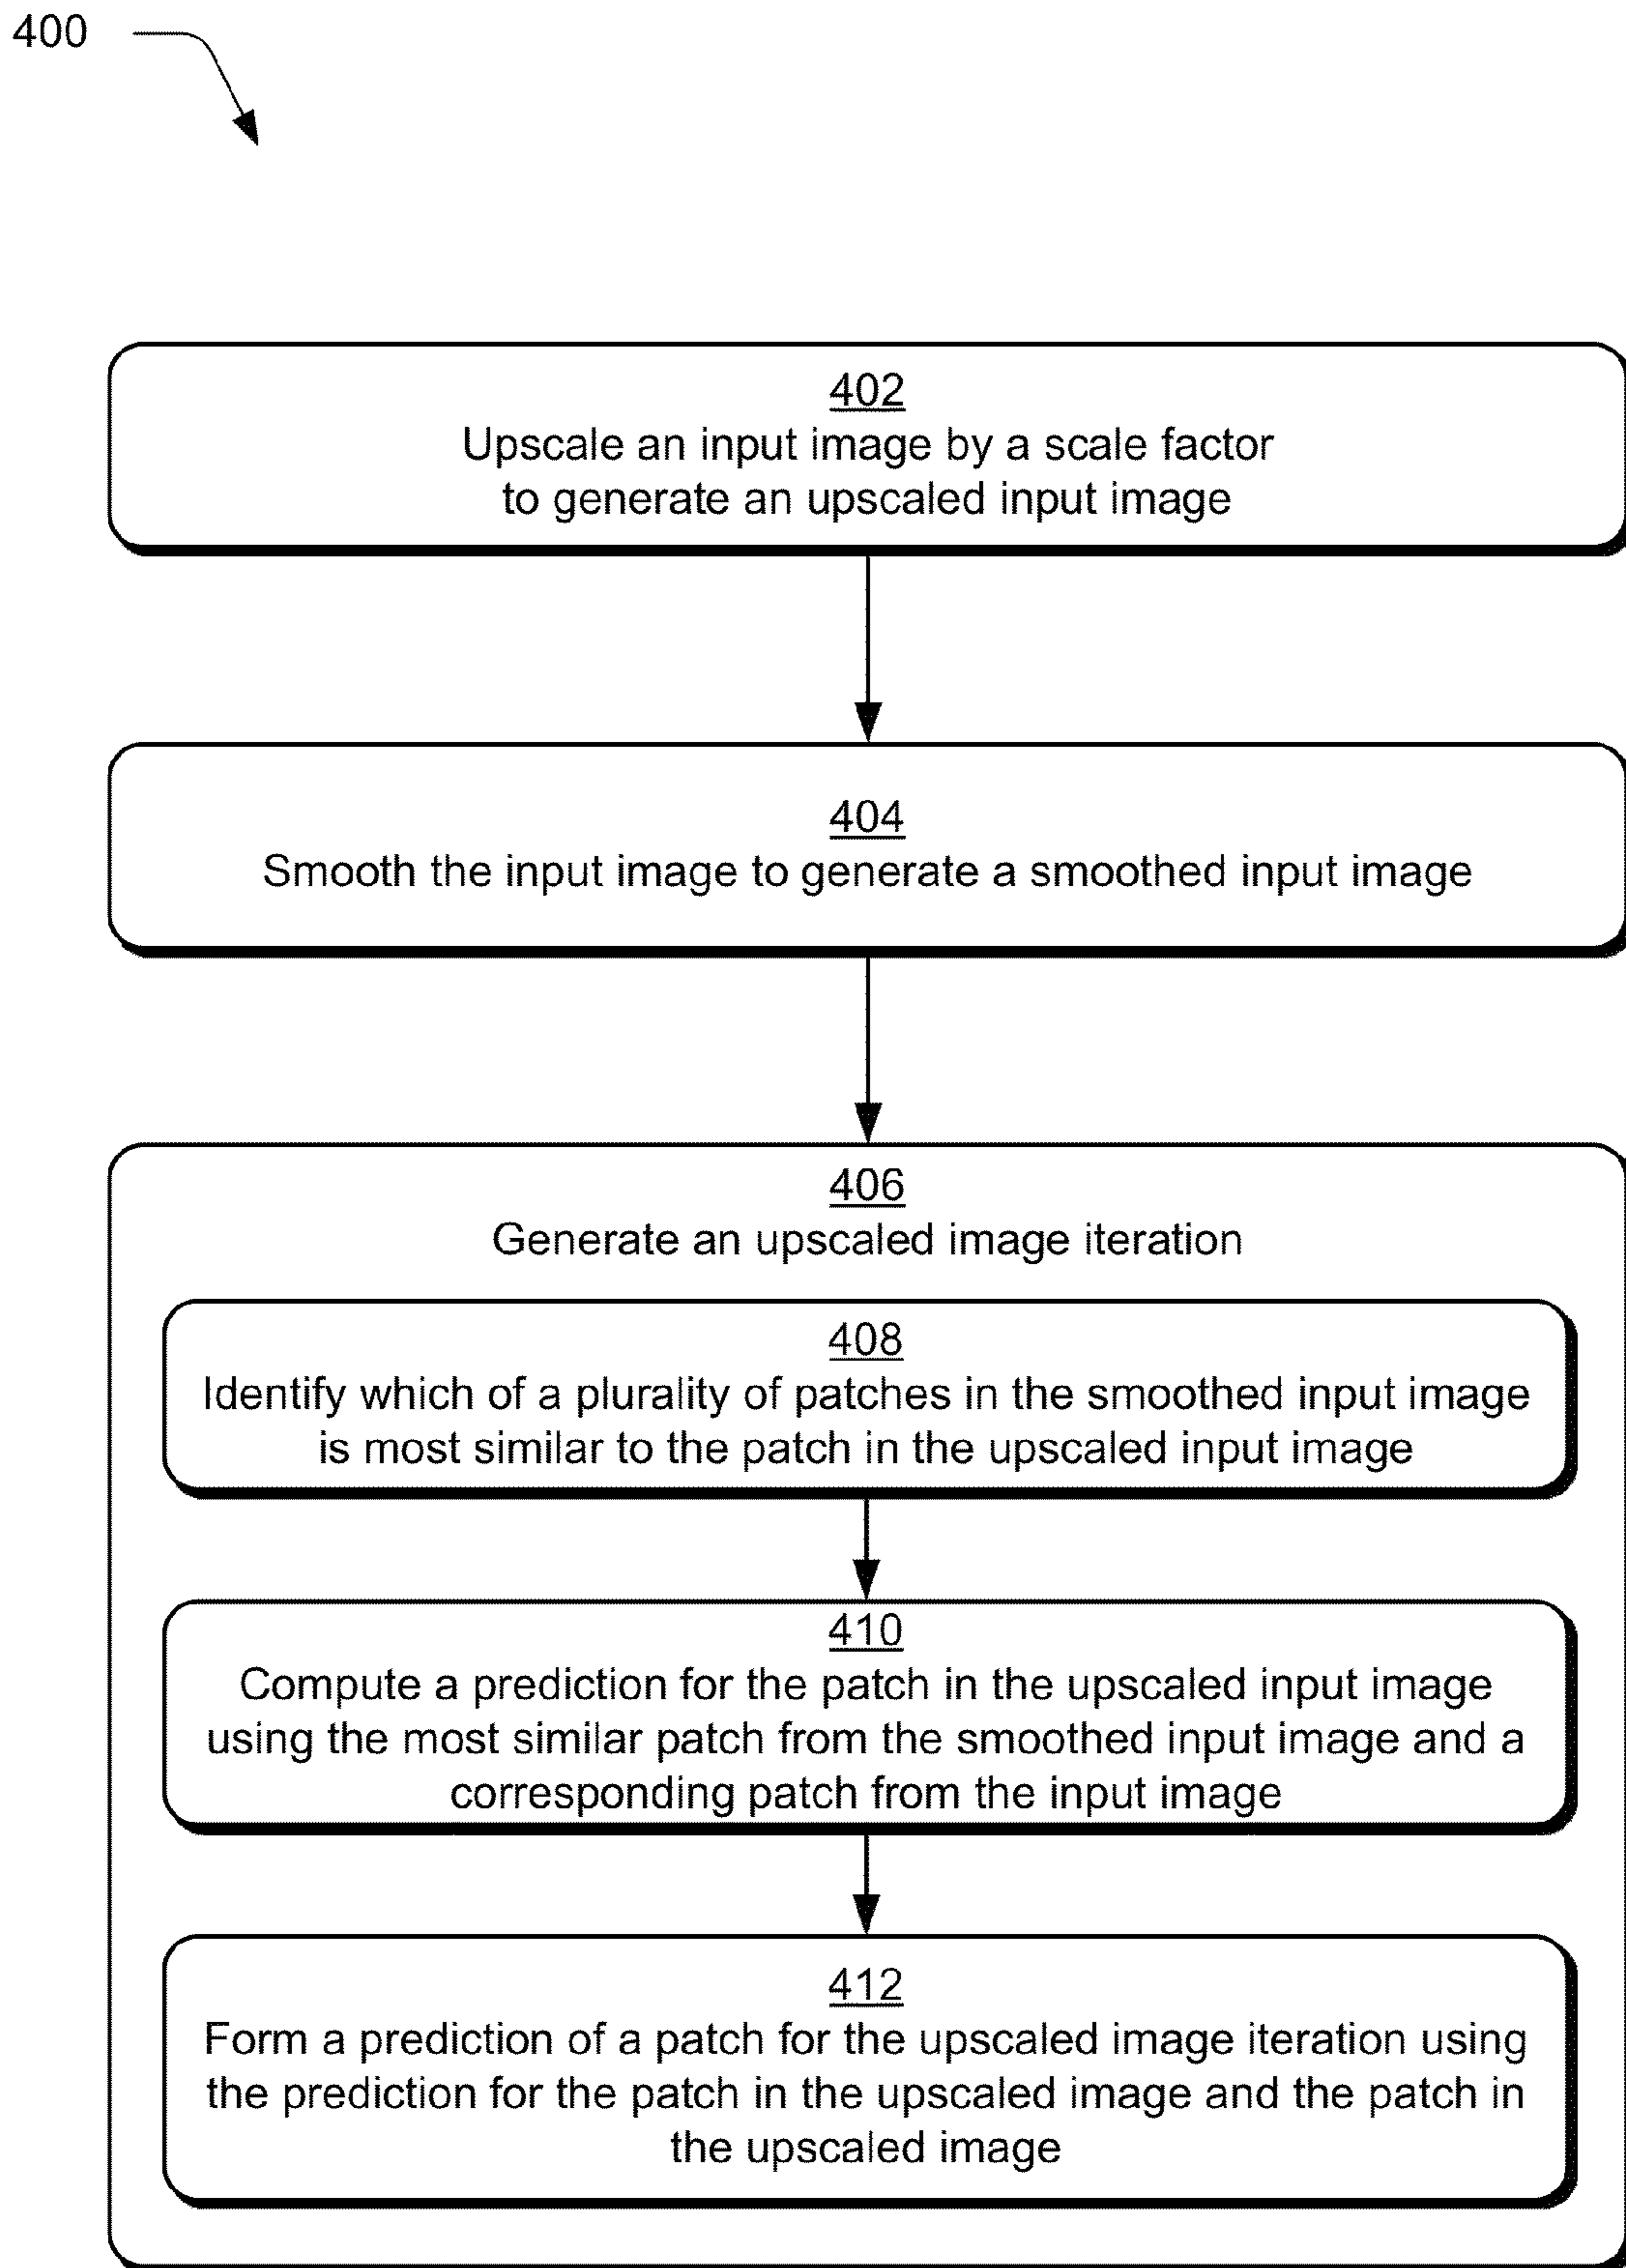 400
402
Upscale an input image by a scale factor
to generate an upscaled input image
404
Smooth the input image to generate a smoothed input image
406
Generate an upscaled image iteration
408
Identify which of a plurality of patches in the smoothed input image
is most similar to the patch in the upscaled input image
410
Compute a prediction for the patch in the upscaled input image
using the most similar patch from the smoothed input image and a
corresponding patch from the input image
412
Form a prediction of a patch for the upscaled image iteration using
the prediction for the patch in the upscaled image and the patch in
the upscaled image